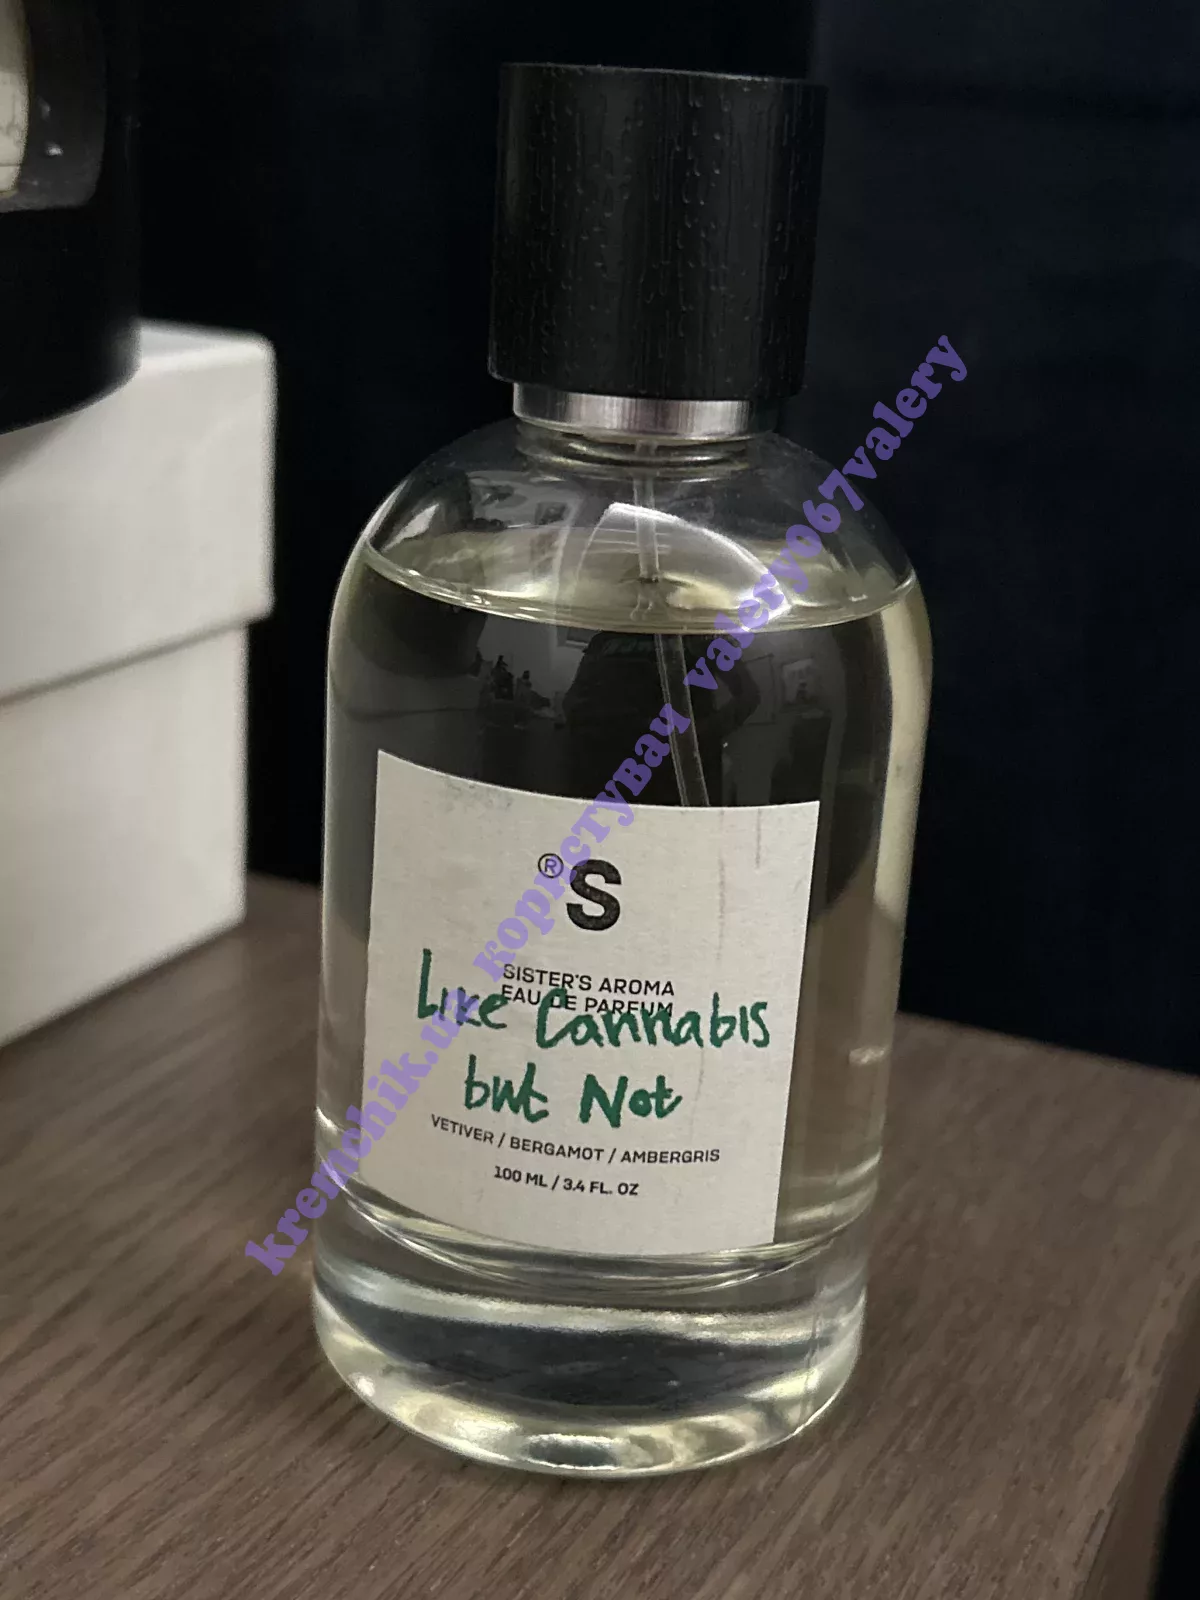 ®S
SISTER'S AROMA
EAU DE PARFUM
Like Cannabis
but Not
VETIVER / BERGAMOT / AMBERGRIS
100 ML / 3.4 FL. OZ
kremchik.ua користувач valery067valery